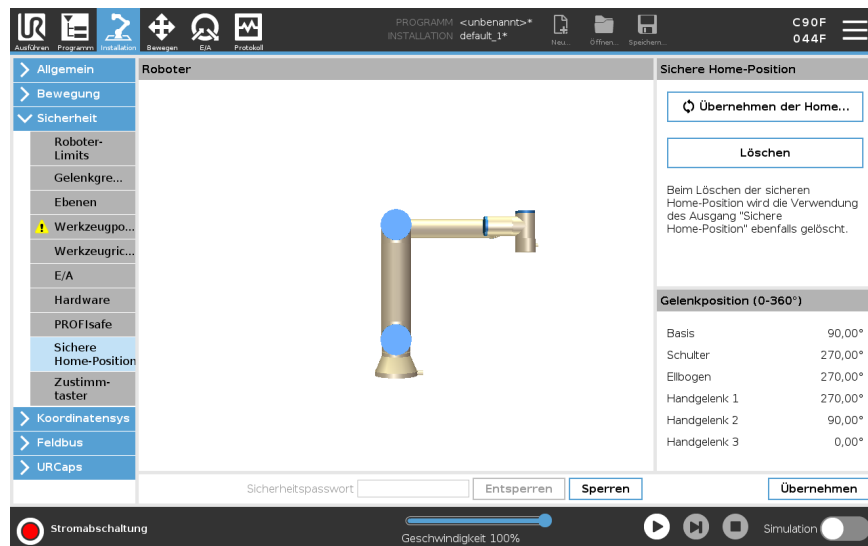 PROGRAMM <unbenannt>*
INSTALLATION default_1*
Ausführen
Programm
Installation
Bewegen
E/A
Protokoll
Neu...
Öffnen...
Speichern...
C90F
044F
Allgemein
Bewegung
Sicherheit
Roboter-
Limits
Gelenkgre...
Ebenen
Werkzeugpo...
Werkzeugric...
E/A
Hardware
PROFIsafe
Sichere
Home-Position
Zustimm-
taster
Koordinatensys
Feldbus
URCaps
Roboter
Sichere Home-Position
Übernehmen der Home...
Löschen
Beim Löschen der sicheren
Home-Position wird die Verwendung
des Ausgang "Sichere
Home-Position" ebenfalls gelöscht.
Gelenkposition (0-360°)
Basis 90,00°
Schulter 270,00°
Ellbogen 270,00°
Handgelenk 1 270,00°
Handgelenk 2 90,00°
Handgelenk 3 0,00°
Sicherheitspasswort Entsperren Sperren Übernehmen
Stromabschaltung
Geschwindigkeit 100%
Simulation